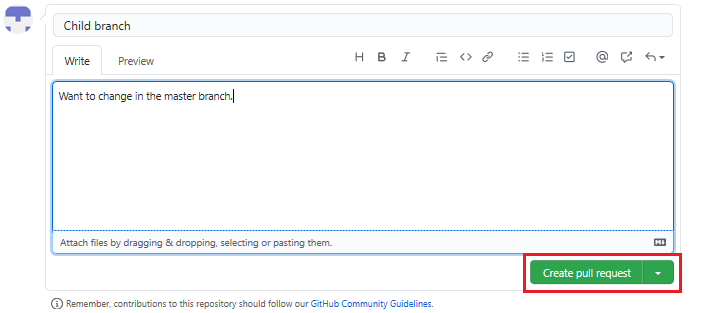 Child branch
Write Preview H B I
Want to change in the master branch.
Attach files by dragging & dropping, selecting or pasting them.
Create pull request
Remember, contributions to this repository should follow our GitHub Community Guidelines.